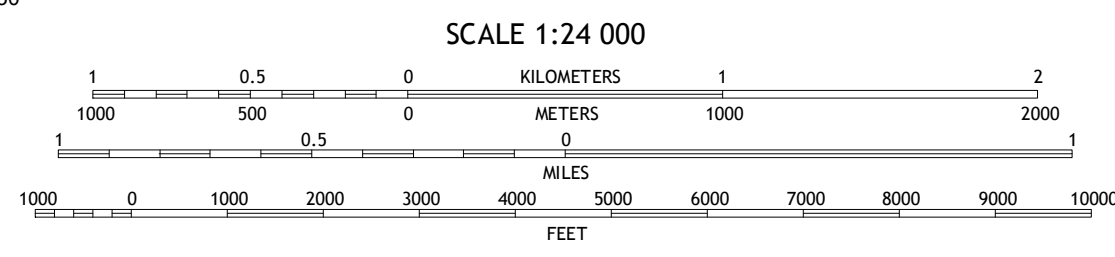 SCALE 1:24 000
1 0.5 0 KILOMETERS 1 2
1000 500 0 METERS 1000 2000
1 0.5 0 1
MILES
1000 0 1000 2000 3000 4000 5000 6000 7000 8000 9000 10000
FEET